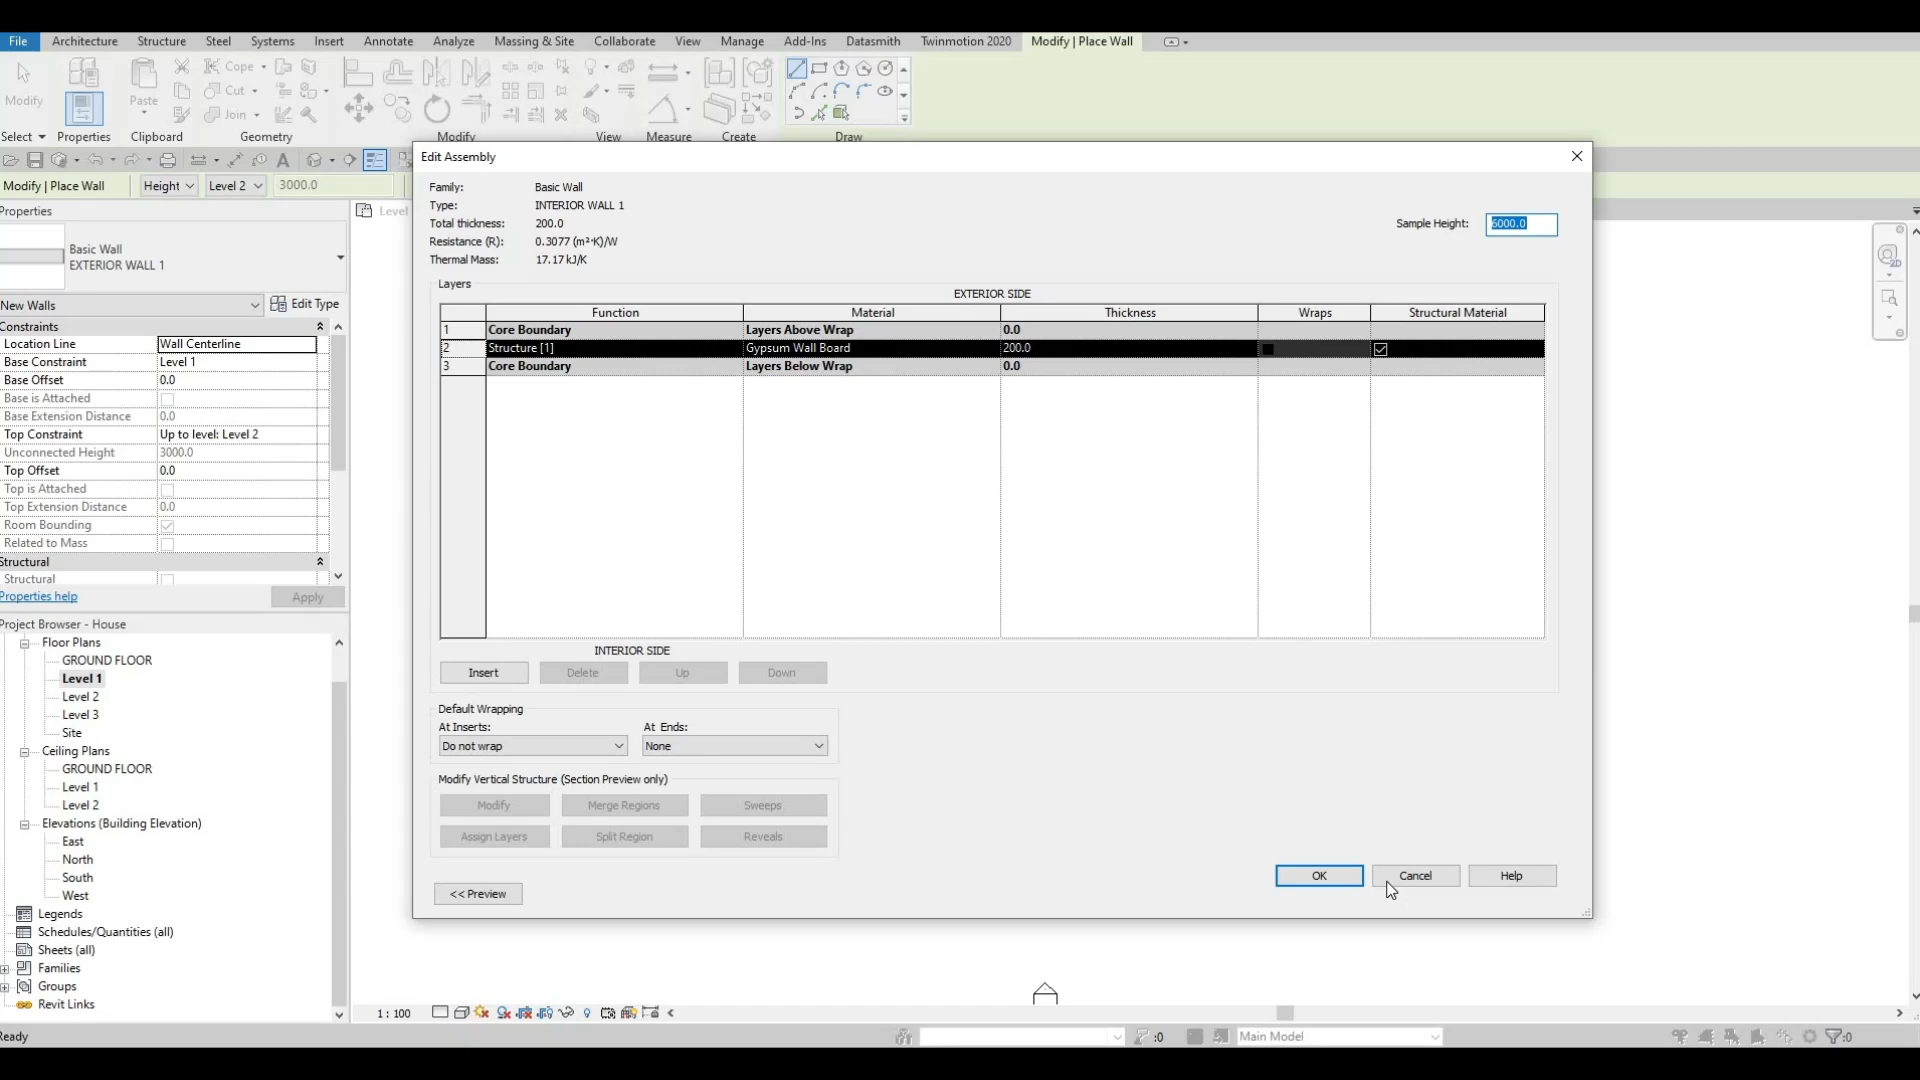 File Architecture Structure Steel Systems Insert Annotate Analyze Massing & Site Collaborate View Manage Add-Ins Datasmith Twinmotion 2020 Modify | Place Wall
Modify
Paste
Cope
Cut
Join
Select Properties Clipboard Geometry Modify View Measure Create Draw
Modify | Place Wall Height Level 2 3000.0
Properties
Level
Basic Wall
EXTERIOR WALL 1
New Walls Edit Type
Constraints
Location Line Wall Centerline
Base Constraint Level 1
Base Offset 0.0
Base is Attached
Base Extension Distance 0.0
Top Constraint Up to level: Level 2
Unconnected Height 3000.0
Top Offset 0.0
Top is Attached
Top Extension Distance 0.0
Room Bounding
Related to Mass
Structural
Structural
Properties help Apply
Project Browser - House
Floor Plans
GROUND FLOOR
Level 1
Level 2
Level 3
Site
Ceiling Plans
GROUND FLOOR
Level 1
Level 2
Elevations (Building Elevation)
East
North
South
West
Legends
Schedules/Quantities (all)
Sheets (all)
Families
Groups
Revit Links
Edit Assembly
Family: Basic Wall
Type: INTERIOR WALL 1
Total thickness: 200.0
Resistance (R): 0.3077 (m²·K)/W
Thermal Mass: 17.17 kJ/K
Sample Height: 6000.0
Layers
EXTERIOR SIDE
Function Material Thickness Wraps Structural Material
1 Core Boundary Layers Above Wrap 0.0
2 Structure [1] Gypsum Wall Board 200.0
3 Core Boundary Layers Below Wrap 0.0
INTERIOR SIDE
Insert Delete Up Down
Default Wrapping
At Inserts: At Ends:
Do not wrap None
Modify Vertical Structure (Section Preview only)
Modify Merge Regions Sweeps
Assign Layers Split Region Reveals
<< Preview
OK Cancel Help
1 : 100
Ready :0 Main Model :0
2D